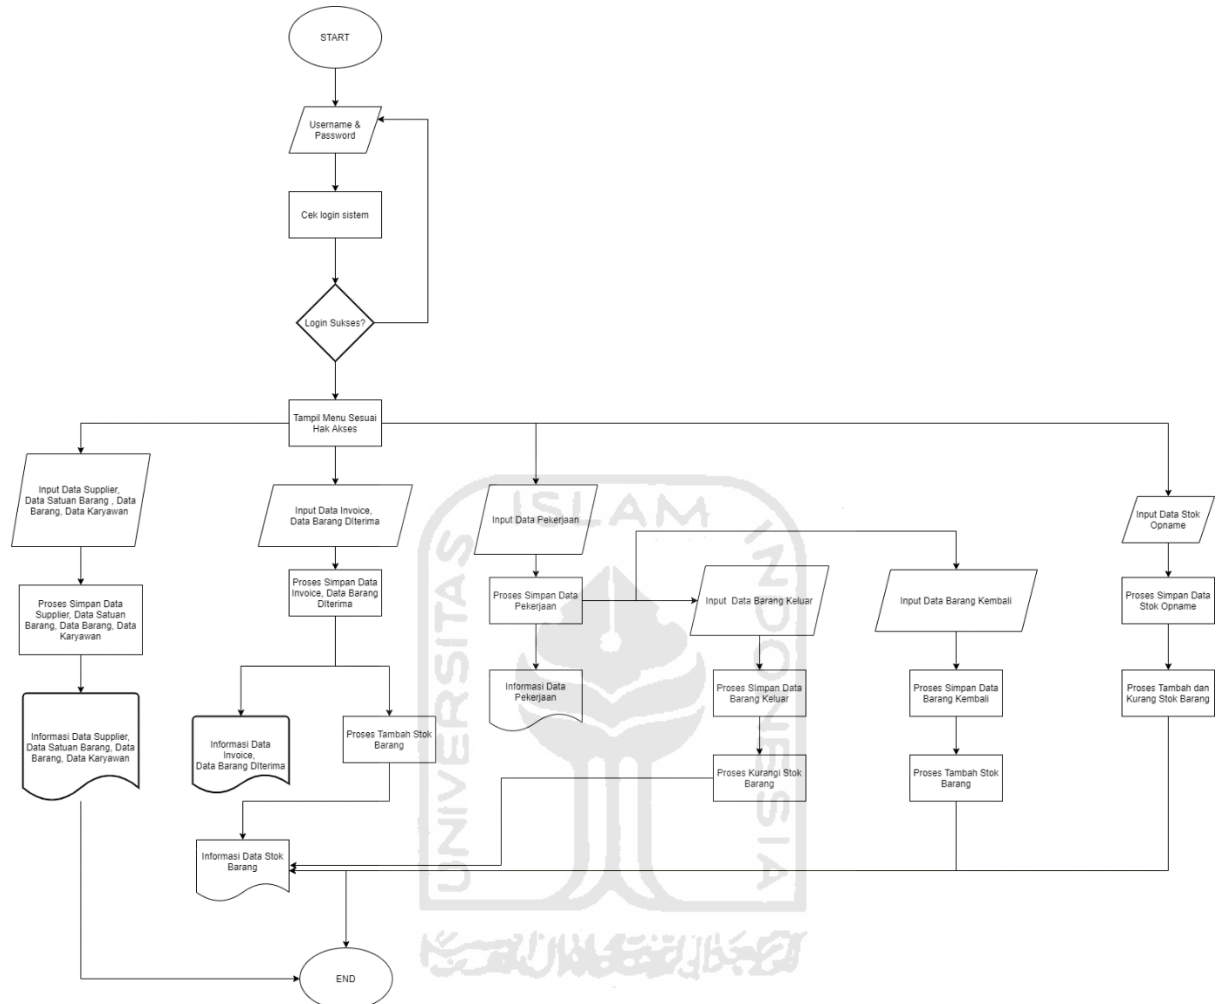 START
Username &
Password
Cek login sistem
Login Sukses?
Tampil Menu Sesuai
Hak Akses
Input Data Supplier,
Data Satuan Barang , Data
Barang, Data Karyawan
Input Data Invoice,
Data Barang DIterima
Input Data Pekerjaan
Input Data Stok
Opname
Proses Simpan Data
Supplier, Data Satuan
Barang, Data Barang, Data
Karyawan
Proses Simpan Data
Invoice, Data Barang
DIterima
Proses Simpan Data
Pekerjaan
Input  Data Barang Keluar
Input Data Barang Kembali
Proses Simpan Data
Stok Opname
Informasi Data Supplier,
Data Satuan Barang, Data
Barang, Data Karyawan
Informasi Data
Invoice,
Data Barang DIterima
Proses Tambah Stok
Barang
Informasi Data
Pekerjaan
Proses Simpan Data
Barang Keluar
Proses Simpan Data
Barang Kembali
Proses Tambah dan
Kurang Stok Barang
Proses Kurangi Stok
Barang
Proses Tambah Stok
Barang
Informasi Data Stok
Barang
END
UNIVERSITAS
ISLAM
INDONESIA